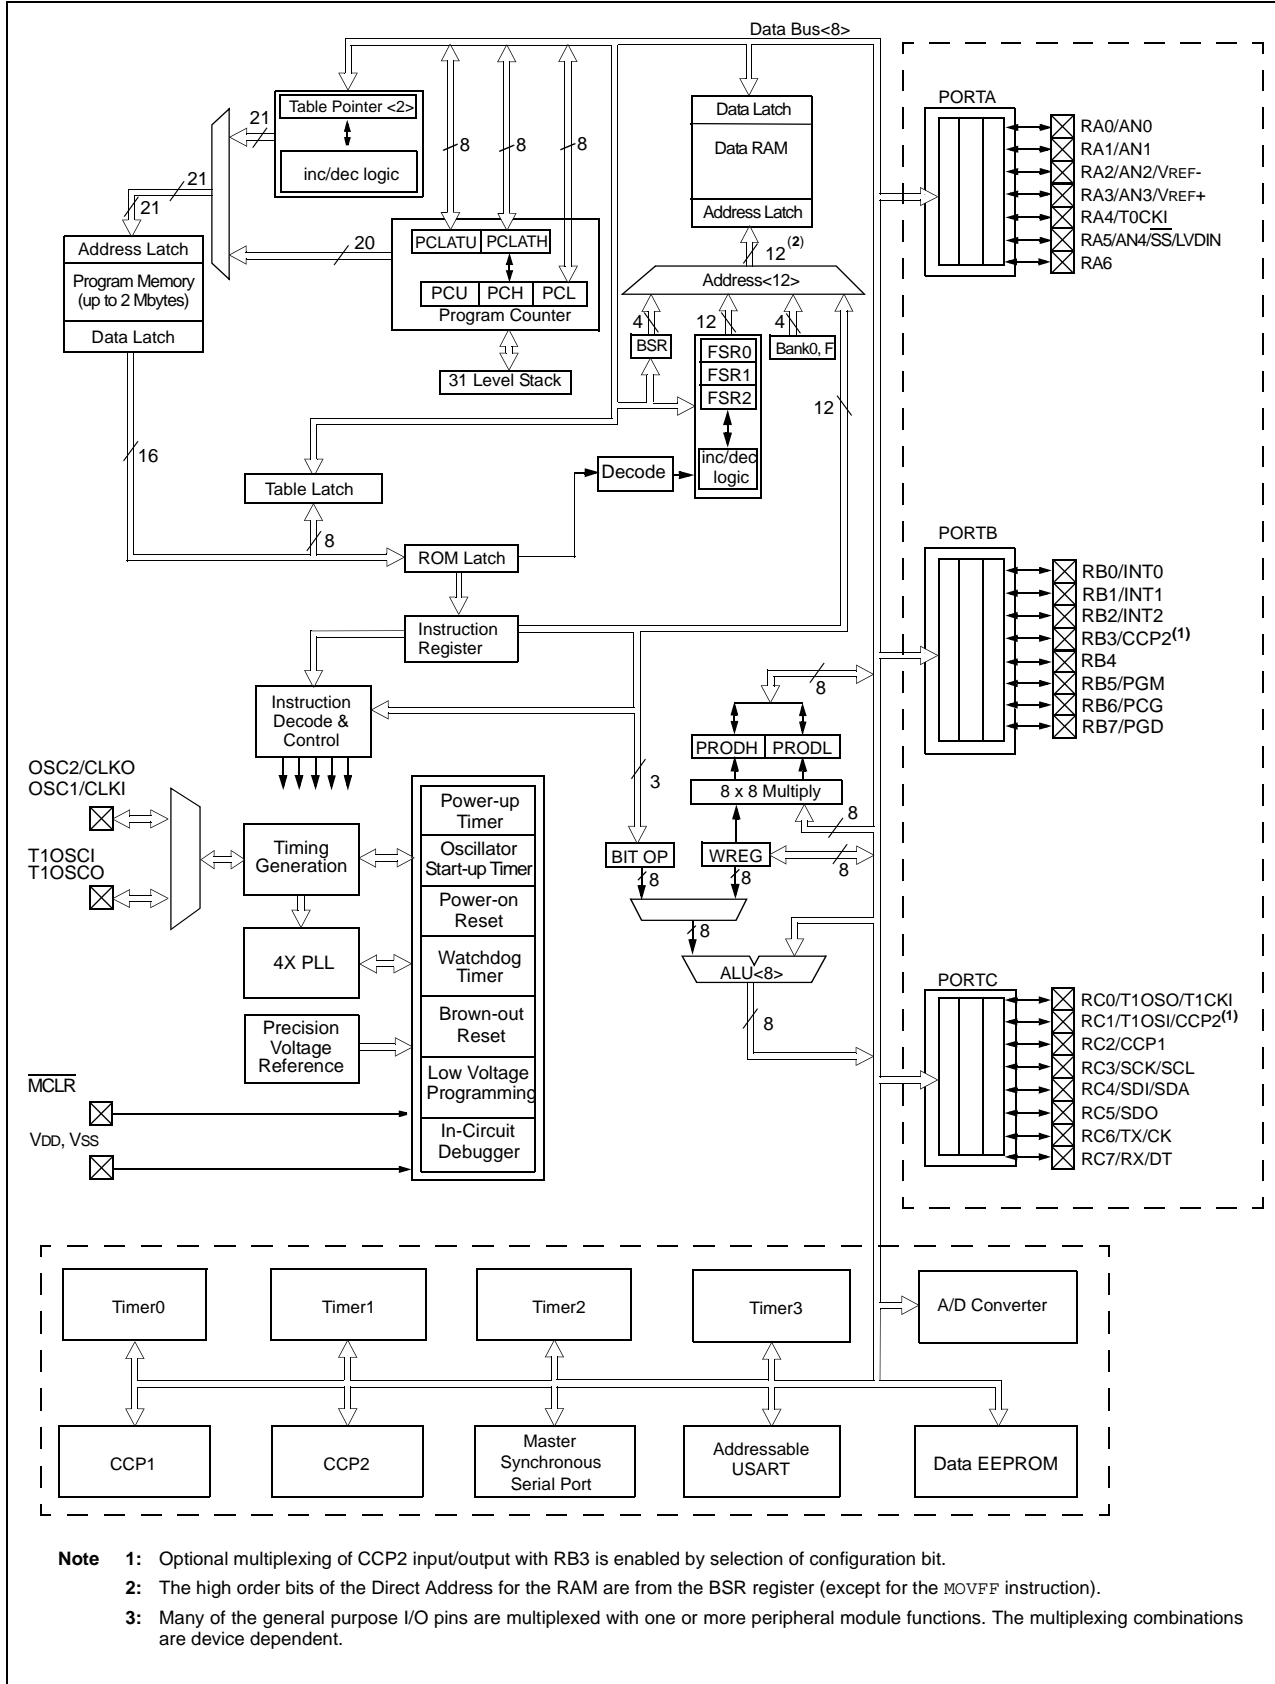 Data Bus<8>
PORTA
Table Pointer <2>
21
inc/dec logic
8
8
8
Data Latch
Data RAM
Address Latch
RA0/AN0
RA1/AN1
RA2/AN2/VREF-
RA3/AN3/VREF+
RA4/T0CKI
RA5/AN4/SS/LVDIN
RA6
21
21
Address Latch
Program Memory
(up to 2 Mbytes)
Data Latch
20
PCLATU
PCLATH
PCU
PCH
PCL
Program Counter
12(2)
Address<12>
4
12
4
BSR
FSR0
FSR1
FSR2
Bank0, F
31 Level Stack
12
inc/dec
logic
Decode
16
Table Latch
8
ROM Latch
Instruction
Register
PORTB
RB0/INT0
RB1/INT1
RB2/INT2
RB3/CCP2(1)
RB4
RB5/PGM
RB6/PCG
RB7/PGD
Instruction
Decode &
Control
8
PRODH
PRODL
8 x 8 Multiply
3
8
BIT OP
WREG
8
8
8
8
ALU<8>
8
OSC2/CLKO
OSC1/CLKI
T1OSCI
T1OSCO
Timing
Generation
4X PLL
Precision
Voltage
Reference
Power-up
Timer
Oscillator
Start-up Timer
Power-on
Reset
Watchdog
Timer
Brown-out
Reset
Low Voltage
Programming
In-Circuit
Debugger
MCLR
VDD, VSS
PORTC
RC0/T1OSO/T1CKI
RC1/T1OSI/CCP2(1)
RC2/CCP1
RC3/SCK/SCL
RC4/SDI/SDA
RC5/SDO
RC6/TX/CK
RC7/RX/DT
Timer0
Timer1
Timer2
Timer3
A/D Converter
CCP1
CCP2
Master
Synchronous
Serial Port
Addressable
USART
Data EEPROM
Note 1: Optional multiplexing of CCP2 input/output with RB3 is enabled by selection of configuration bit.
2: The high order bits of the Direct Address for the RAM are from the BSR register (except for the MOVFF instruction).
3: Many of the general purpose I/O pins are multiplexed with one or more peripheral module functions. The multiplexing combinations
are device dependent.